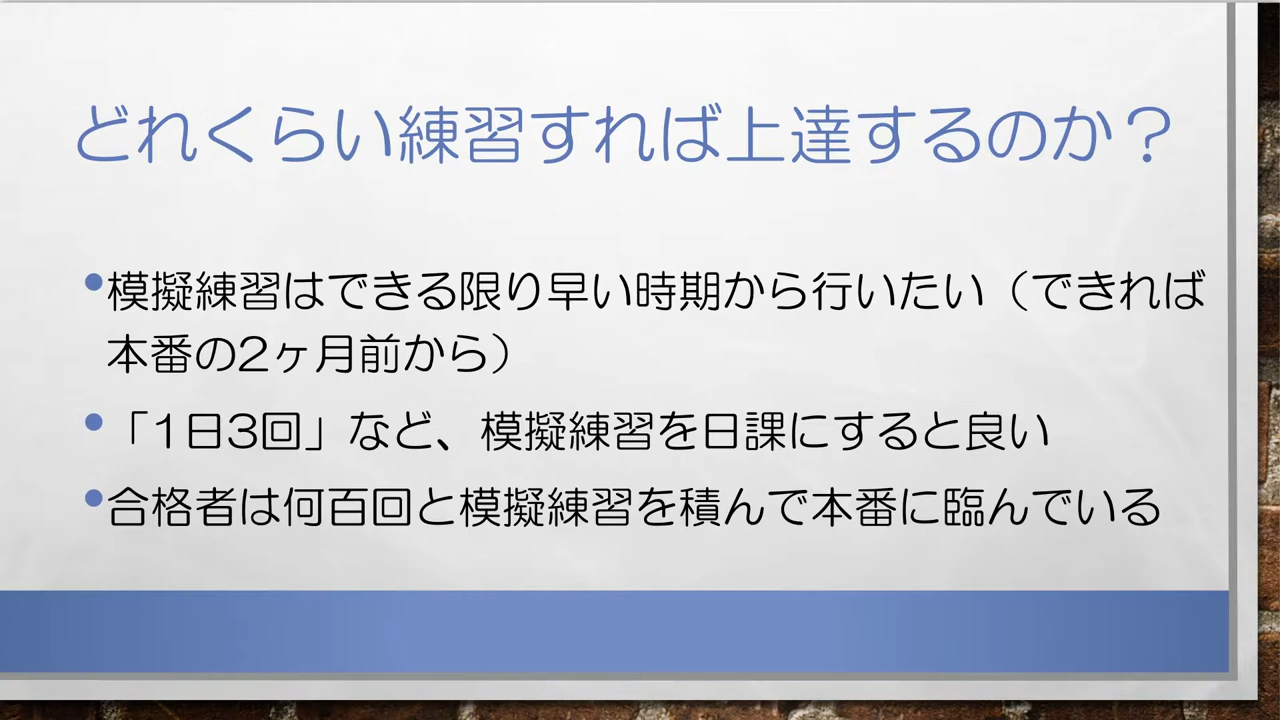 どれくらい練習すれば上達するのか？
•模擬練習はできる限り早い時期から行いたい（できれば
本番の2ヶ月前から）
•「1日3回」など、模擬練習を日課にすると良い
•合格者は何百回と模擬練習を積んで本番に臨んでいる